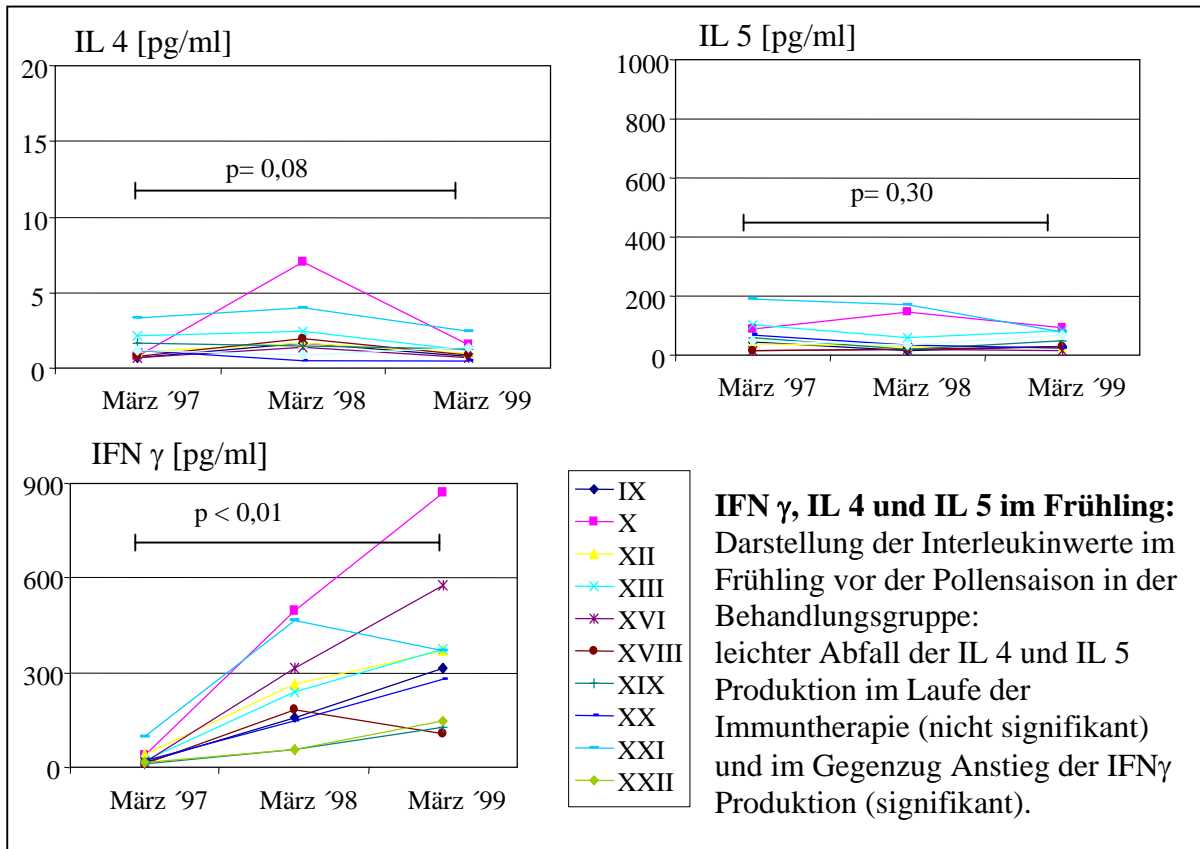 IL 4 [pg/ml]
20
15
10
5
0
p= 0,08
März ´97
März ´98
März ´99
IL 5 [pg/ml]
1000
800
600
400
200
0
p= 0,30
März ´97
März ´98
März ´99
IFN γ [pg/ml]
900
600
300
0
p < 0,01
März ´97
März ´98
März ´99
IX
X
XII
XIII
XVI
XVIII
XIX
XX
XXI
XXII
IFN γ, IL 4 und IL 5 im Frühling:
Darstellung der Interleukinwerte im
Frühling vor der Pollensaison in der
Behandlungsgruppe:
leichter Abfall der IL 4 und IL 5
Produktion im Laufe der
Immuntherapie (nicht signifikant)
und im Gegenzug Anstieg der IFNγ
Produktion (signifikant).